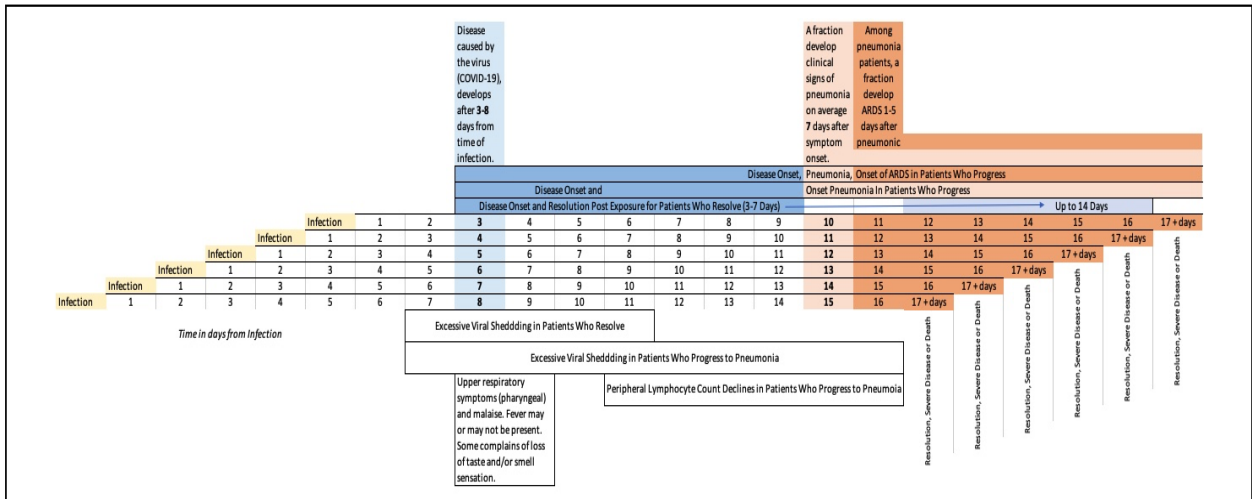 Disease
caused by
the virus
(COVID-19),
develops
after 3-8
days from
time of
infection.
A fraction
develop
clinical
signs of
pneumonia
on average
7 days after
symptom
onset.
Among
pneumonia
patients, a
fraction
develop
ARDS 1-5
days after
pneumonic
Disease Onset, Pneumonia, Onset of ARDS in Patients Who Progress
Disease Onset and Onset Pneumonia In Patients Who Progress
Disease Onset and Resolution Post Exposure for Patients Who Resolve (3-7 Days) Up to 14 Days
Infection 1 2 3 4 5 6 7 8 9 10 11 12 13 14 15 16 17 + days
Infection 1 2 3 4 5 6 7 8 9 10 11 12 13 14 15 16 17 + days
Infection 1 2 3 4 5 6 7 8 9 10 11 12 13 14 15 16 17 + days
Infection 1 2 3 4 5 6 7 8 9 10 11 12 13 14 15 16 17 + days
Infection 1 2 3 4 5 6 7 8 9 10 11 12 13 14 15 16 17 + days
Infection 1 2 3 4 5 6 7 8 9 10 11 12 13 14 15 16 17 + days
Time in days from Infection
Excessive Viral Sheddding in Patients Who Resolve
Excessive Viral Sheddding in Patients Who Progress to Pneumonia
Peripheral Lymphocyte Count Declines in Patients Who Progress to Pneumoia
Upper respiratory
symptoms (pharyngeal)
and malaise. Fever may
or may not be present.
Some complains of loss
of taste and/or smell
sensation.
Resolution, Severe Disease or Death
Resolution, Severe Disease or Death
Resolution, Severe Disease or Death
Resolution, Severe Disease or Death
Resolution, Severe Disease or Death
Resolution, Severe Disease or Death